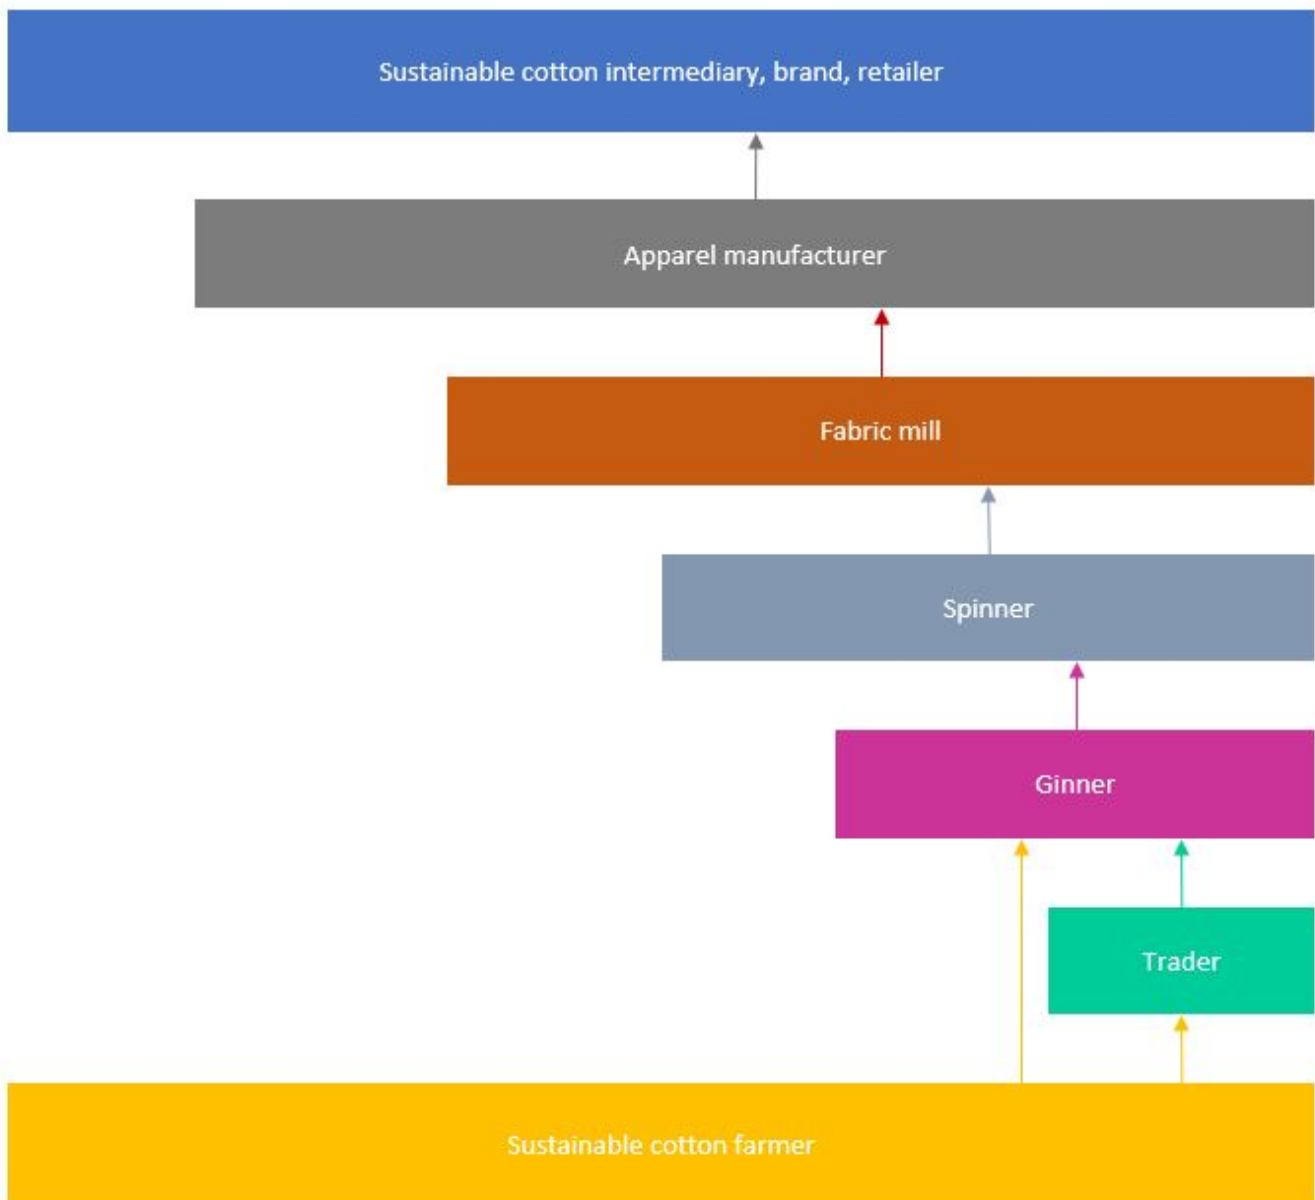 Sustainable cotton intermediary, brand, retailer
Apparel manufacturer
Fabric mill
Spinner
Ginner
Trader
Sustainable cotton farmer